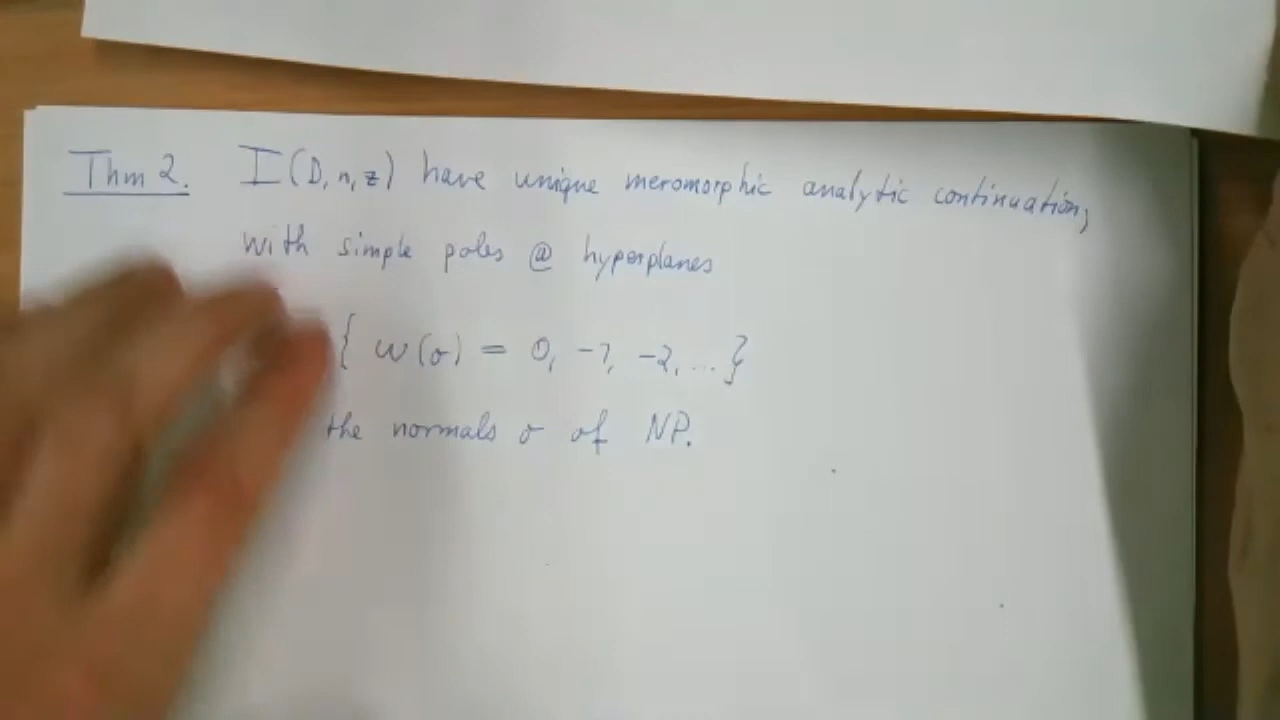 Thm 2. I(D, n, z) have unique meromorphic analytic continuation,
with simple poles @ hyperplanes
{ ω(σ) = 0, -1, -2, ... }
the normals σ of NP.